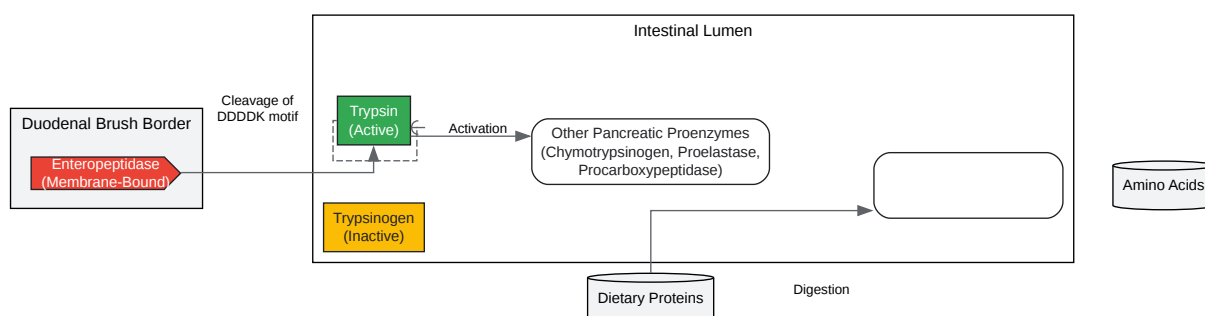 Intestinal Lumen
Cleavage of
DDDDK motif
Duodenal Brush Border
Enteropeptidase
(Membrane-Bound)
Trypsin
(Active)
Activation
Other Pancreatic Proenzymes
(Chymotrypsinogen, Proelastase,
Procarboxypeptidase)
Amino Acids
Trypsinogen
(Inactive)
Dietary Proteins
Digestion